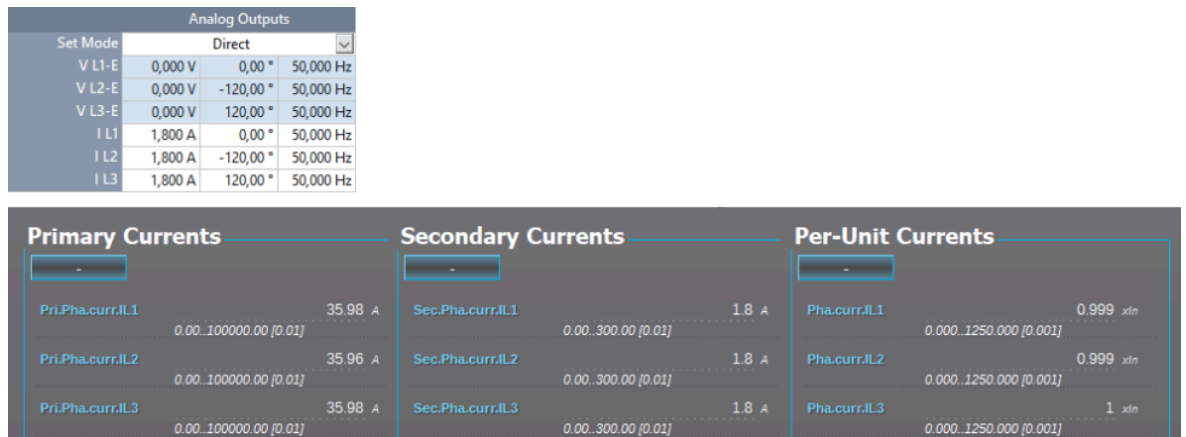 Analog Outputs
Set Mode Direct
V L1-E 0,000 V 0,00 ° 50,000 Hz
V L2-E 0,000 V -120,00 ° 50,000 Hz
V L3-E 0,000 V 120,00 ° 50,000 Hz
I L1 1,800 A 0,00 ° 50,000 Hz
I L2 1,800 A -120,00 ° 50,000 Hz
I L3 1,800 A 120,00 ° 50,000 Hz
Primary Currents Secondary Currents Per-Unit Currents
- - -
Pri.Pha.curr.IL1 35.98 A Sec.Pha.curr.IL1 1.8 A Pha.curr.IL1 0.999 xIn
0.00..100000.00 [0.01] 0.00..300.00 [0.01] 0.000..1250.000 [0.001]
Pri.Pha.curr.IL2 35.96 A Sec.Pha.curr.IL2 1.8 A Pha.curr.IL2 0.999 xIn
0.00..100000.00 [0.01] 0.00..300.00 [0.01] 0.000..1250.000 [0.001]
Pri.Pha.curr.IL3 35.98 A Sec.Pha.curr.IL3 1.8 A Pha.curr.IL3 1 xIn
0.00..100000.00 [0.01] 0.00..300.00 [0.01] 0.000..1250.000 [0.001]